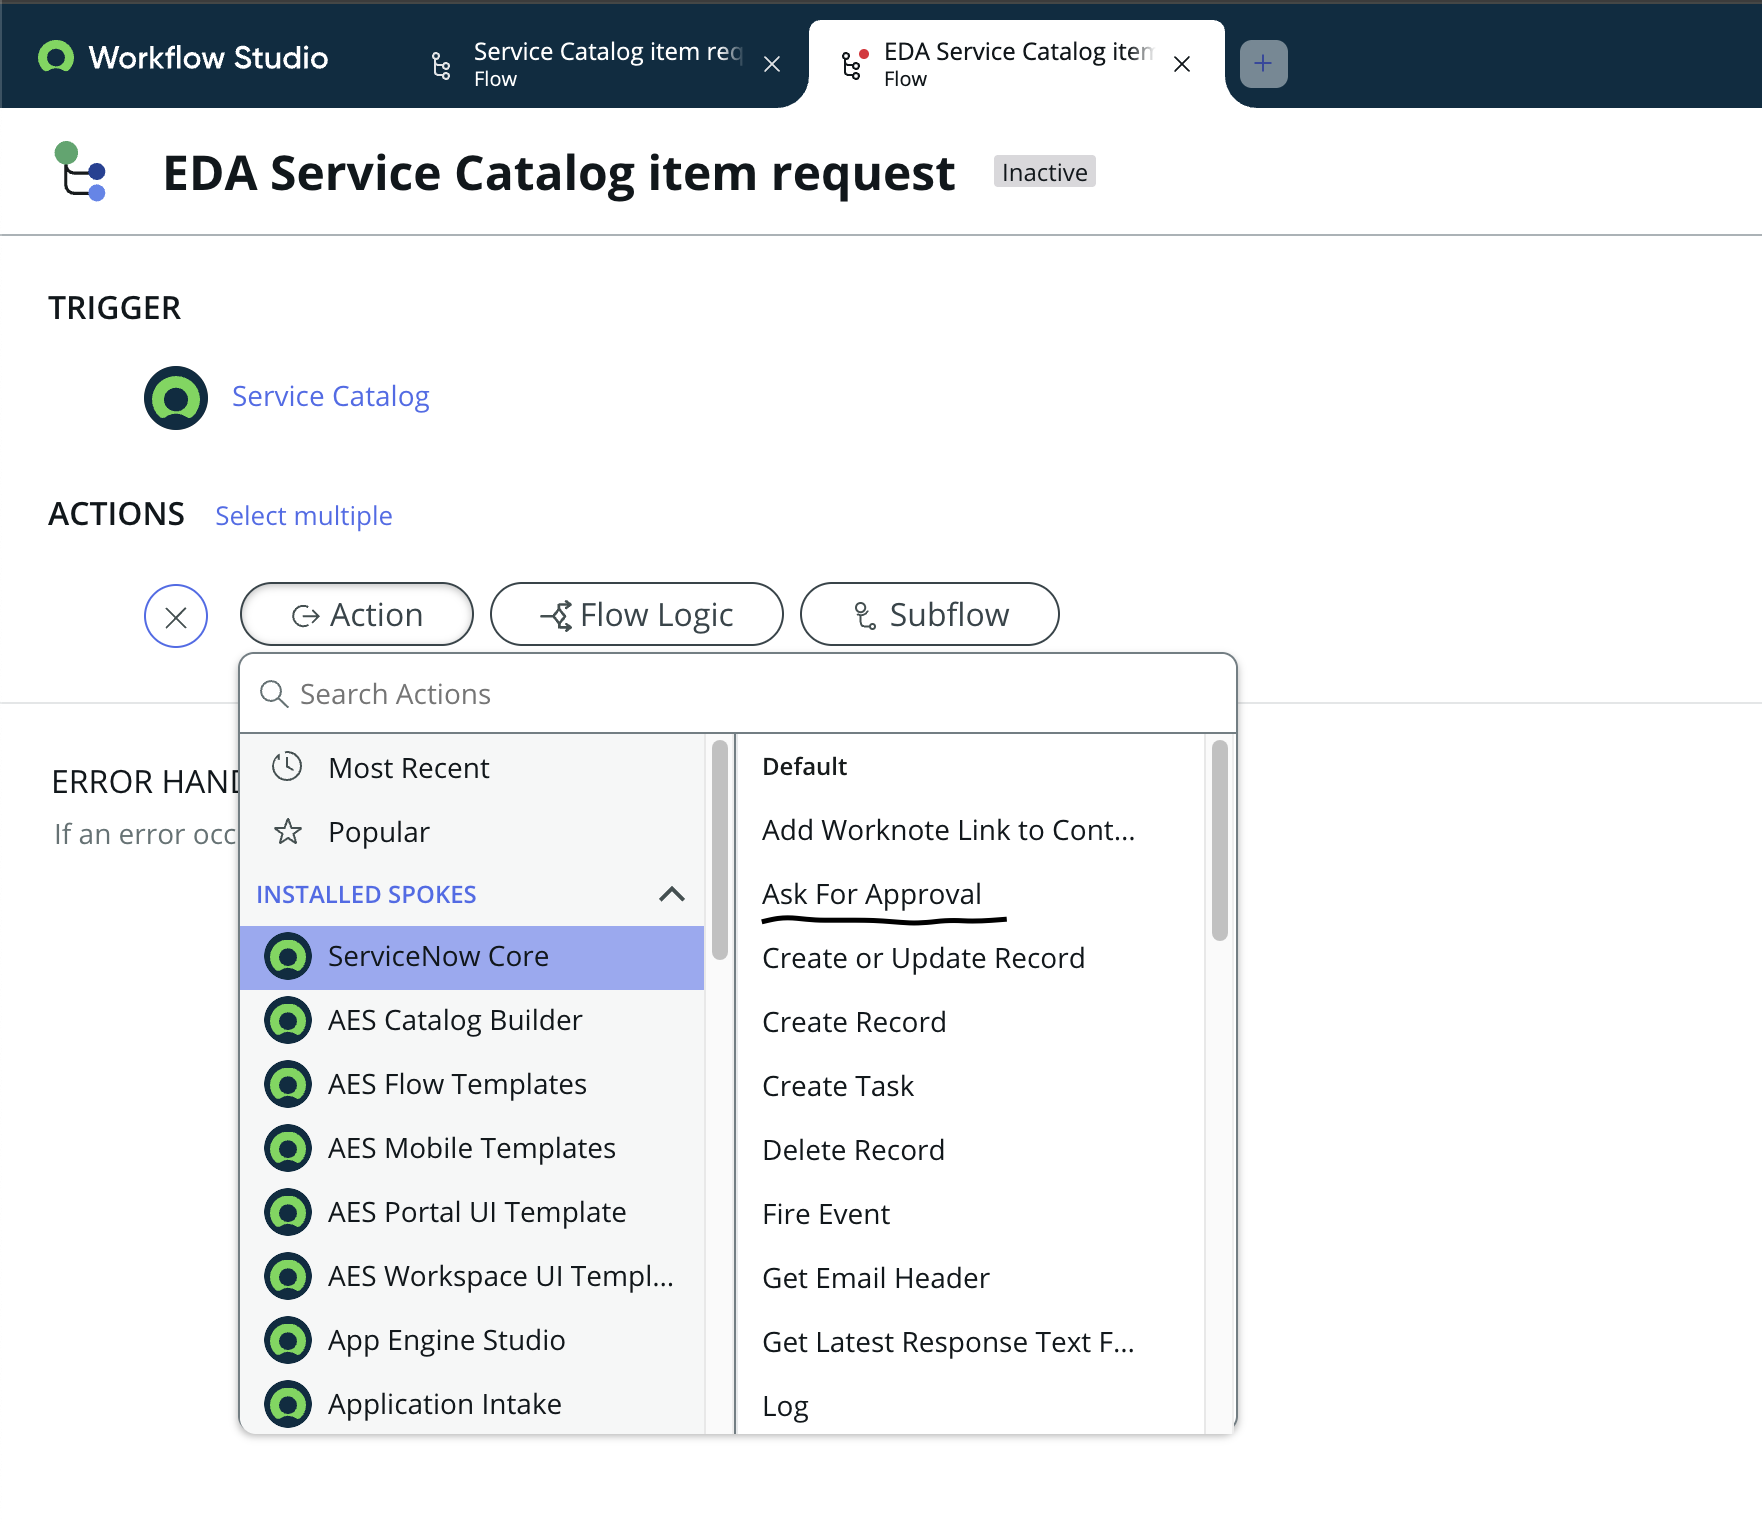 Workflow Studio
Service Catalog item req
Flow
EDA Service Catalog item
Flow
EDA Service Catalog item request
Inactive
TRIGGER
Service Catalog
ACTIONS
Select multiple
Action
Flow Logic
Subflow
Search Actions
Most Recent
Popular
INSTALLED SPOKES
ServiceNow Core
AES Catalog Builder
AES Flow Templates
AES Mobile Templates
AES Portal UI Template
AES Workspace UI Templ...
App Engine Studio
Application Intake
Default
Add Worknote Link to Cont...
Ask For Approval
Create or Update Record
Create Record
Create Task
Delete Record
Fire Event
Get Email Header
Get Latest Response Text F...
Log
ERROR HAND
If an error occ